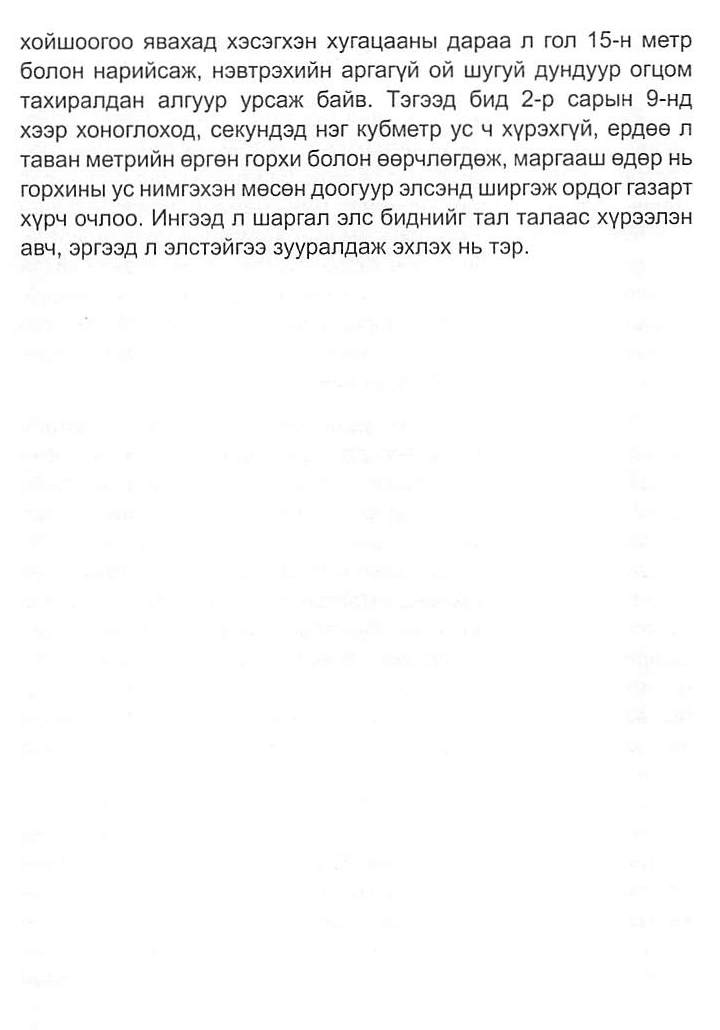 хойшоогоо явахад хэсэгхэн хугацааны дараа л гол 15-н метр
болон нарийсаж, нэвтрэхийн аргагүй ой шугуй дундуур огцом
тахиралдан алгуур урсаж байв. Тэгээд бид 2-р сарын 9-нд
хээр хоноглоход, секундэд нэг кубметр ус ч хүрэхгүй, ердөө л
таван метрийн өргөн горхи болон өөрчлөгдөж, маргааш өдөр нь
горхины ус нимгэхэн мөсөн доогуур элсэнд ширгэж ордог газарт
хүрч очлоо. Ингээд л шаргал элс биднийг тал талаас хүрээлэн
авч, эргээд л элстэйгээ зууралдаж эхлэх нь тэр.